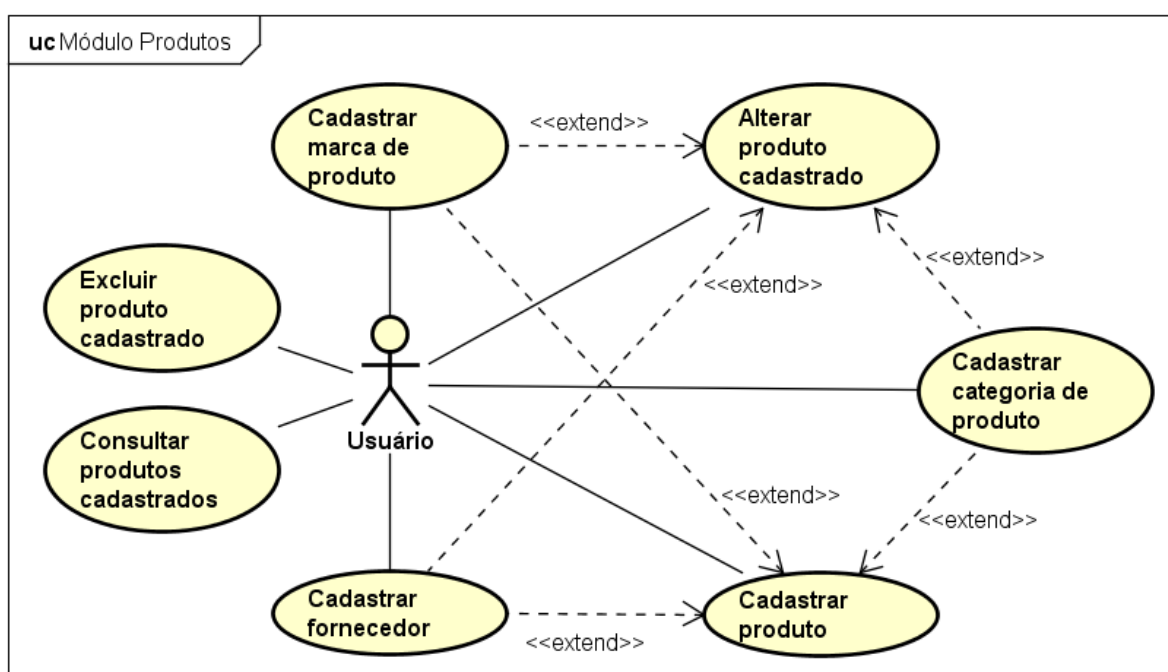 uc Módulo Produtos
Cadastrar
marca de
produto
<<extend>>
Alterar
produto
cadastrado
Excluir
produto
cadastrado
<<extend>>
<<extend>>
Cadastrar
categoria de
produto
Usuário
Consultar
produtos
cadastrados
<<extend>>
<<extend>>
Cadastrar
fornecedor
<<extend>>
Cadastrar
produto